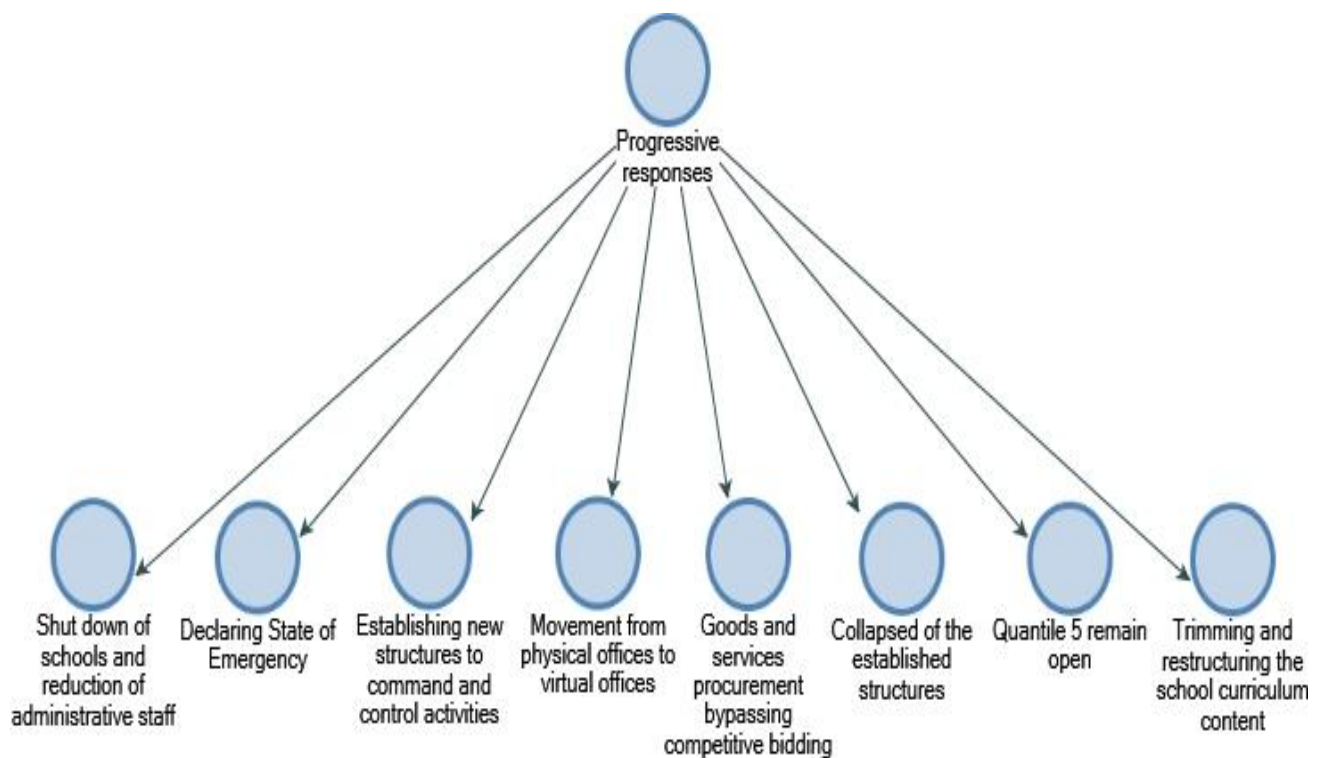 Progressive
responses
Shut down of
schools and
reduction of
administrative staff
Declaring State of
Emergency
Establishing new
structures to
command and
control activities
Movement from
physical offices to
virtual offices
Goods and
services
procurement
bypassing
competitive bidding
Collapsed of the
established
structures
Quantile 5 remain
open
Trimming and
restructuring the
school curriculum
content